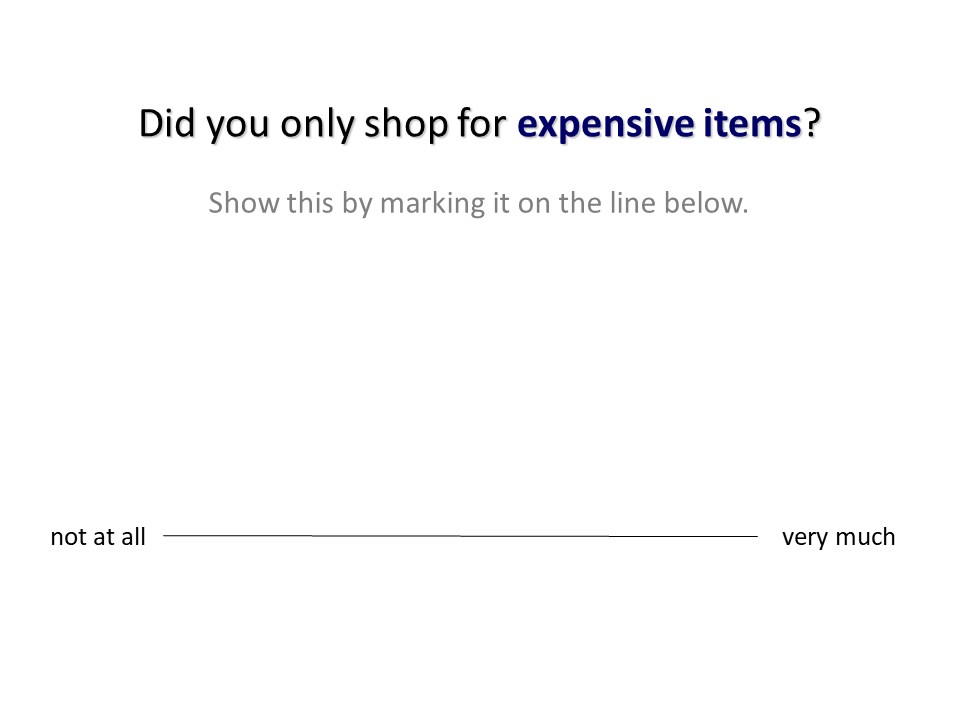 Did you only shop for expensive items?
Show this by marking it on the line below.
not at all very much